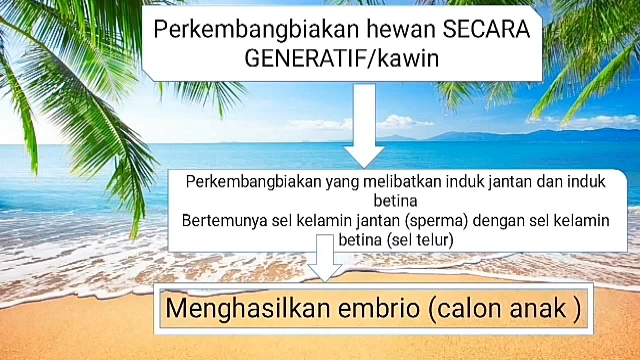 Perkembangbiakan hewan SECARA
GENERATIF/kawin
Perkembangbiakan yang melibatkan induk jantan dan induk
betina
Bertemunya sel kelamin jantan (sperma) dengan sel kelamin
betina (sel telur)
Menghasilkan embrio (calon anak )